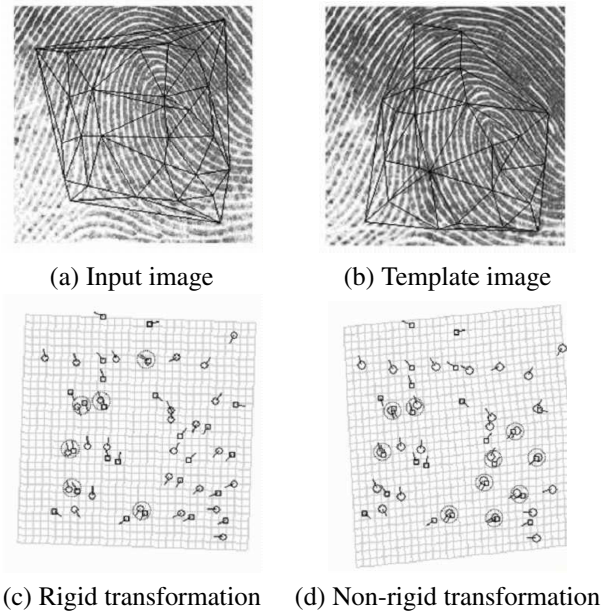 (a) Input image
(b) Template image
(c) Rigid transformation
(d) Non-rigid transformation